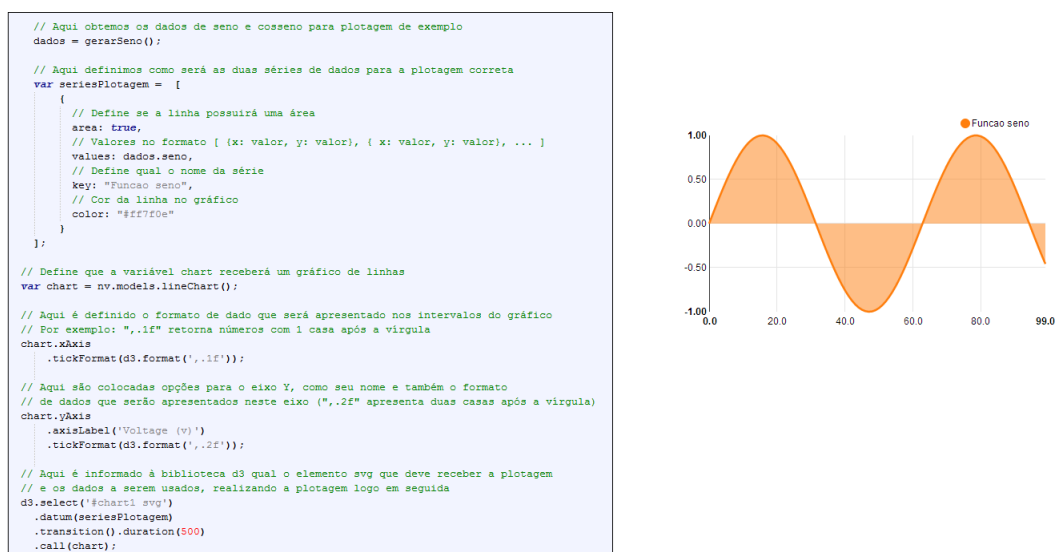 // Aqui obtemos os dados de seno e cosseno para plotagem de exemplo
dados = gerarSeno();
// Aqui definimos como será as duas séries de dados para a plotagem correta
var seriesPlotagem =  [
{
// Define se a linha possuirá uma área
area: true,
// Valores no formato [ {x: valor, y: valor}, { x: valor, y: valor}, ... ]
values: dados.seno,
// Define qual o nome da série
key: "Funcao seno",
// Cor da linha no gráfico
color: "#ff7f0e"
}
];
// Define que a variável chart receberá um gráfico de linhas
var chart = nv.models.lineChart();
// Aqui é definido o formato de dado que será apresentado nos intervalos do gráfico
// Por exemplo: ",.1f" retorna números com 1 casa após a vírgula
chart.xAxis
.tickFormat(d3.format(',.1f'));
// Aqui são colocadas opções para o eixo Y, como seu nome e também o formato
// de dados que serão apresentados neste eixo (",.2f" apresenta duas casas após a vírgula)
chart.yAxis
.axisLabel('Voltage (v)')
.tickFormat(d3.format(',.2f'));
// Aqui é informado à biblioteca d3 qual o elemento svg que deve receber a plotagem
// e os dados a serem usados, realizando a plotagem logo em seguida
d3.select('#chart1 svg')
.datum(seriesPlotagem)
.transition().duration(500)
.call(chart);
Funcao seno
1.00
0.50
0.00
-0.50
-1.00
0.0 20.0 40.0 60.0 80.0 99.0